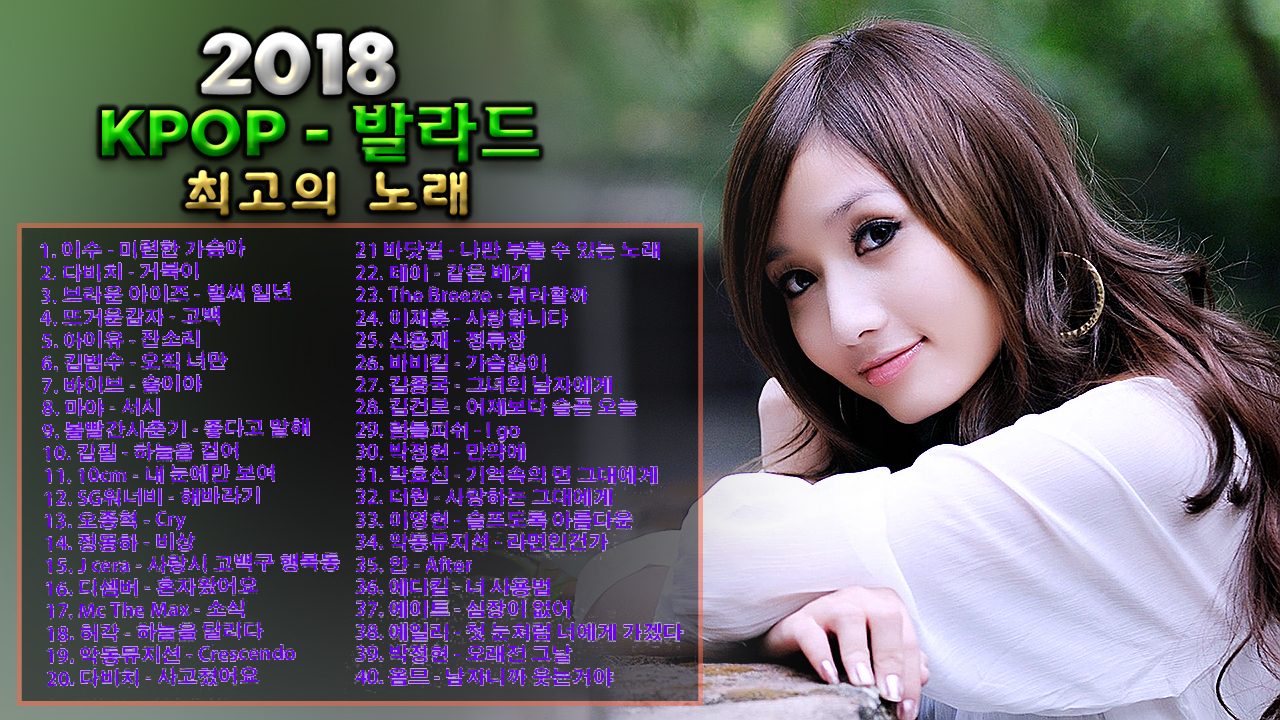 2018
KPOP - 발라드
최고의 노래
1. 이수 - 미련한 가슴아
2. 다비치 - 거북이
3. 브라운 아이즈 - 벌써 일년
4. 뜨거운감자 - 고백
5. 아이유 - 잔소리
6. 김범수 - 오직 너만
7. 바이브 - 술이야
8. 마야 - 세시
9. 볼빨간사춘기 - 좋다고 말해
10. 김필 - 하늘을 걸어
11. 10cm - 내 눈에만 보여
12. SG워너비 - 해바라기
13. 오종혁 - Cry
14. 정동하 - 비상
15. J cera - 사랑시 고백구 행복동
16. 디셈버 - 혼자왔어요
17. Mc The Max - 소식
18. 허각 - 하늘을 달리다
19. 악동뮤지션 - Crescendo
20. 다비치 - 사고쳤어요
21 바닷길 - 나만 부를 수 있는 노래
22. 테이 - 같은 베개
23. The Breeze - 뭐라할까
24. 이재훈 - 사랑합니다
25. 신용재 - 정류장
26. 바비킴 - 가슴앓이
27. 김종국 - 그녀의 남자에게
28. 김건모 - 어제보다 슬픈 오늘
29. 럼블피쉬 - I go
30. 박정현 - 만약에
31. 박효신 - 기억속의 먼 그대에게
32. 더원 - 사랑하는 그대에게
33. 이영현 - 슬프도록 아름다운
34. 악동뮤지션 - 라면인건가
35. 얀 - After
36. 에디킴 - 너 사용법
37. 에이트 - 심장이 없어
38. 에일리 - 첫 눈처럼 너에게 가겠다
39. 박정현 - 오래전 그날
40. 옴므 - 남자니까 웃는거야